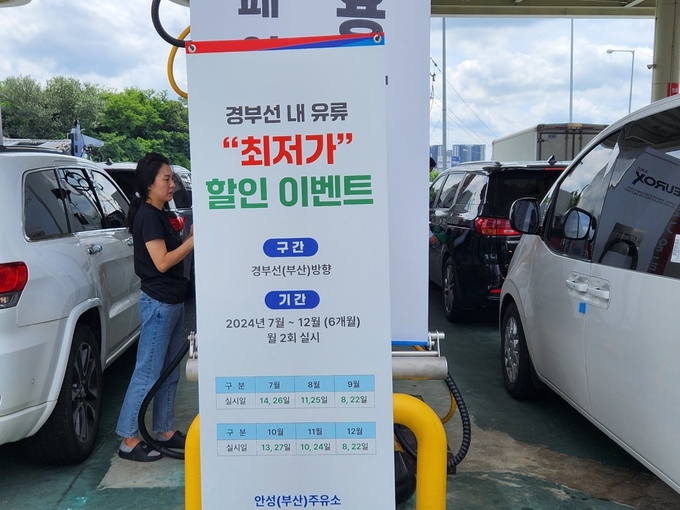 폐
용
경부선 내 유류
“최저가”
할인 이벤트
구 간
경부선(부산)방향
기 간
2024년 7월 ~ 12월 (6개월)
월 2회 실시
구 분 7월 8월 9월
실시일 14, 26일 11,25일 8, 22일
구 분 10월 11월 12월
실시일 13, 27일 10, 24일 8, 22일
안성(부산)주유소
EUROX